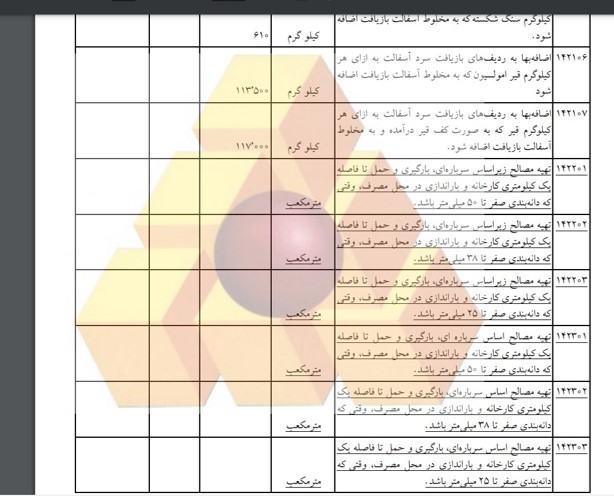 کیلوگرم سنگ شکسته که به مخلوط آسفالت بازیافت اضافه
شود.
کیلو گرم
۶۱۰
۱۴۲۱۰۶
اضافه‌بها به ردیف‌های بازیافت سرد آسفالت به ازای هر
کیلوگرم قیر امولسیون که به مخلوط آسفالت بازیافت اضافه
شود
کیلو گرم
۱۱۳٬۵۰۰
۱۴۲۱۰۷
اضافه‌بها به ردیف‌های بازیافت سرد آسفالت به ازای هر
کیلوگرم قیر که به صورت کف قیر درآمده و به مخلوط
آسفالت بازیافت اضافه شود.
کیلو گرم
۱۱۷٬۰۰۰
۱۴۲۲۰۱
تهیه مصالح زیراساس سرباره‌ای، بارگیری و حمل تا فاصله
یک کیلومتری کارخانه و باراندازی در محل مصرف، وقتی
که دانه‌بندی صفر تا ۵۰ میلی‌متر باشد.
مترمکعب
۱۴۲۲۰۲
تهیه مصالح زیراساس سرباره‌ای، بارگیری و حمل تا فاصله
یک کیلومتری کارخانه و باراندازی در محل مصرف، وقتی
که دانه‌بندی صفر تا ۳۸ میلی‌متر باشد.
مترمکعب
۱۴۲۲۰۳
تهیه مصالح زیراساس سرباره‌ای، بارگیری و حمل تا فاصله
یک کیلومتری کارخانه و باراندازی در محل مصرف، وقتی
که دانه‌بندی صفر تا ۲۵ میلی‌متر باشد.
مترمکعب
۱۴۲۳۰۱
تهیه مصالح اساس سرباره ای، بارگیری و حمل تا فاصله
یک کیلومتری کارخانه و باراندازی در محل مصرف، وقتی
که دانه‌بندی صفر تا ۵۰ میلی‌متر باشد.
مترمکعب
۱۴۲۳۰۲
تهیه مصالح اساس سرباره‌ای، بارگیری و حمل تا فاصله یک
کیلومتری کارخانه و باراندازی در محل مصرف، وقتی که
دانه‌بندی صفر تا ۳۸ میلی‌متر باشد.
مترمکعب
۱۴۲۳۰۳
تهیه مصالح اساس سرباره‌ای، بارگیری و حمل تا فاصله یک
کیلومتری کارخانه و باراندازی در محل مصرف، وقتی که
دانه‌بندی صفر تا ۲۵ میلی‌متر باشد.
مترمکعب